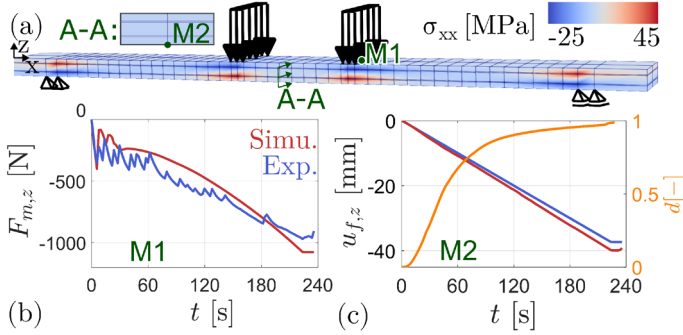 (a) A-A: M2 σxx [MPa]
-25 45
z
x
M1
A-A
0
-500
-1000
Fm,z [N]
Simu.
Exp.
M1
0 60 120 180 240
t [s]
(b)
0
-20
-40
uf,z [mm]
1
0.5
0
d[−]
M2
0 60 120 180 240
t [s]
(c)